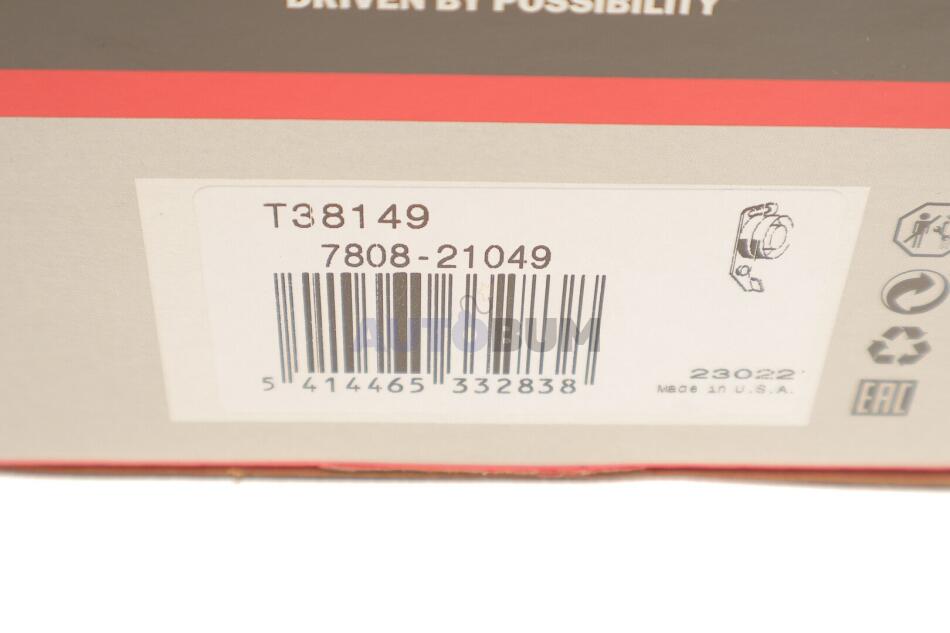 DRIVEN BY POSSIBILITY
T38149
7808-21049
AUTOBUM
5 414465 332838
23022
Made in U.S.A.
EAC